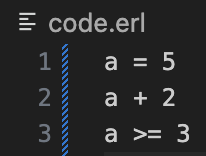 code.erl
1 a = 5
2 a + 2
3 a >= 3